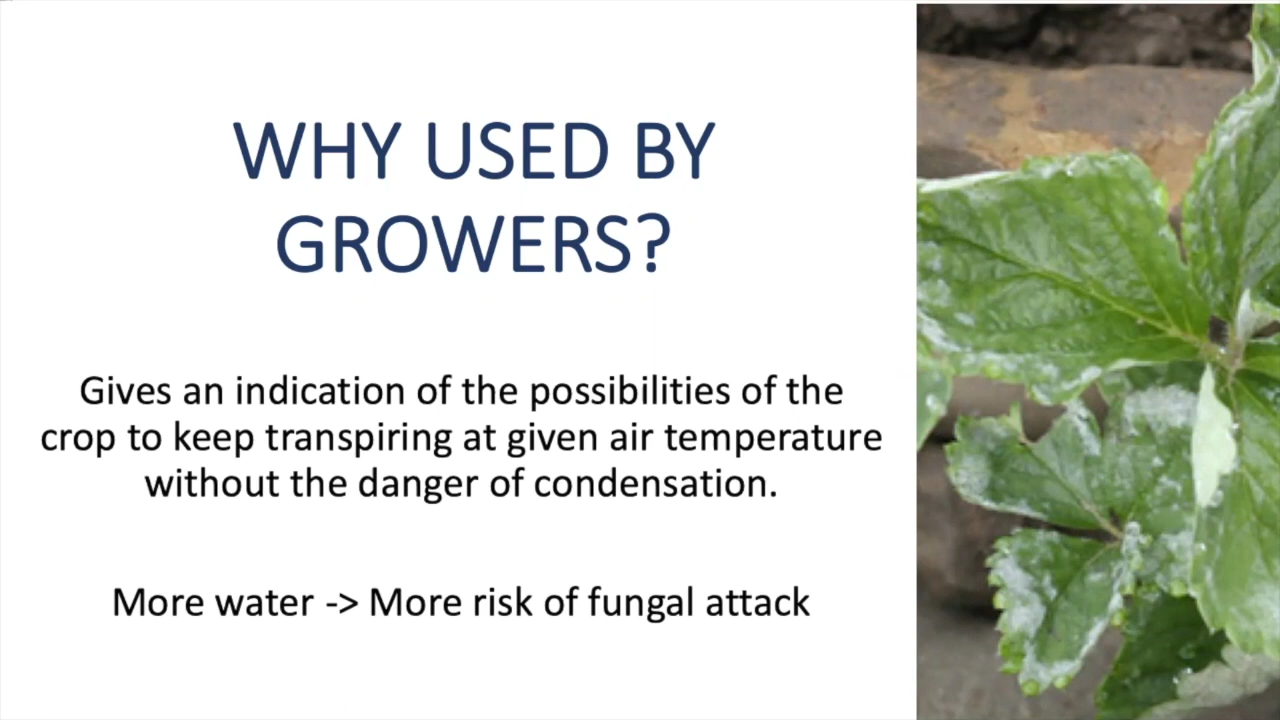 WHY USED BY
GROWERS?
Gives an indication of the possibilities of the
crop to keep transpiring at given air temperature
without the danger of condensation.
More water -> More risk of fungal attack